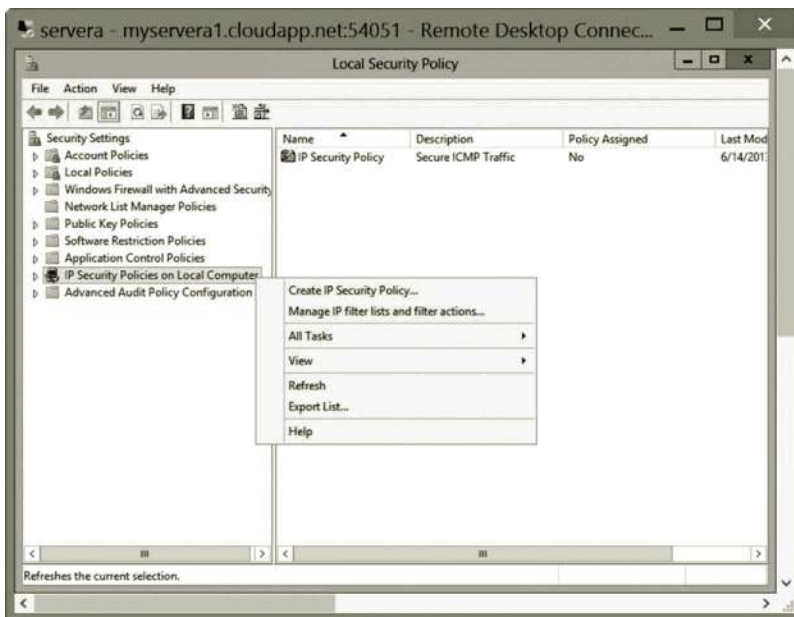 servera - myservera1.cloudapp.net:54051 - Remote Desktop Connec...
Local Security Policy
File Action View Help
Security Settings
Account Policies
Local Policies
Windows Firewall with Advanced Security
Network List Manager Policies
Public Key Policies
Software Restriction Policies
Application Control Policies
IP Security Policies on Local Computer
Advanced Audit Policy Configuration
Name Description Policy Assigned Last Mod
IP Security Policy Secure ICMP Traffic No 6/14/201
Create IP Security Policy...
Manage IP filter lists and filter actions...
All Tasks
View
Refresh
Export List...
Help
Refreshes the current selection.